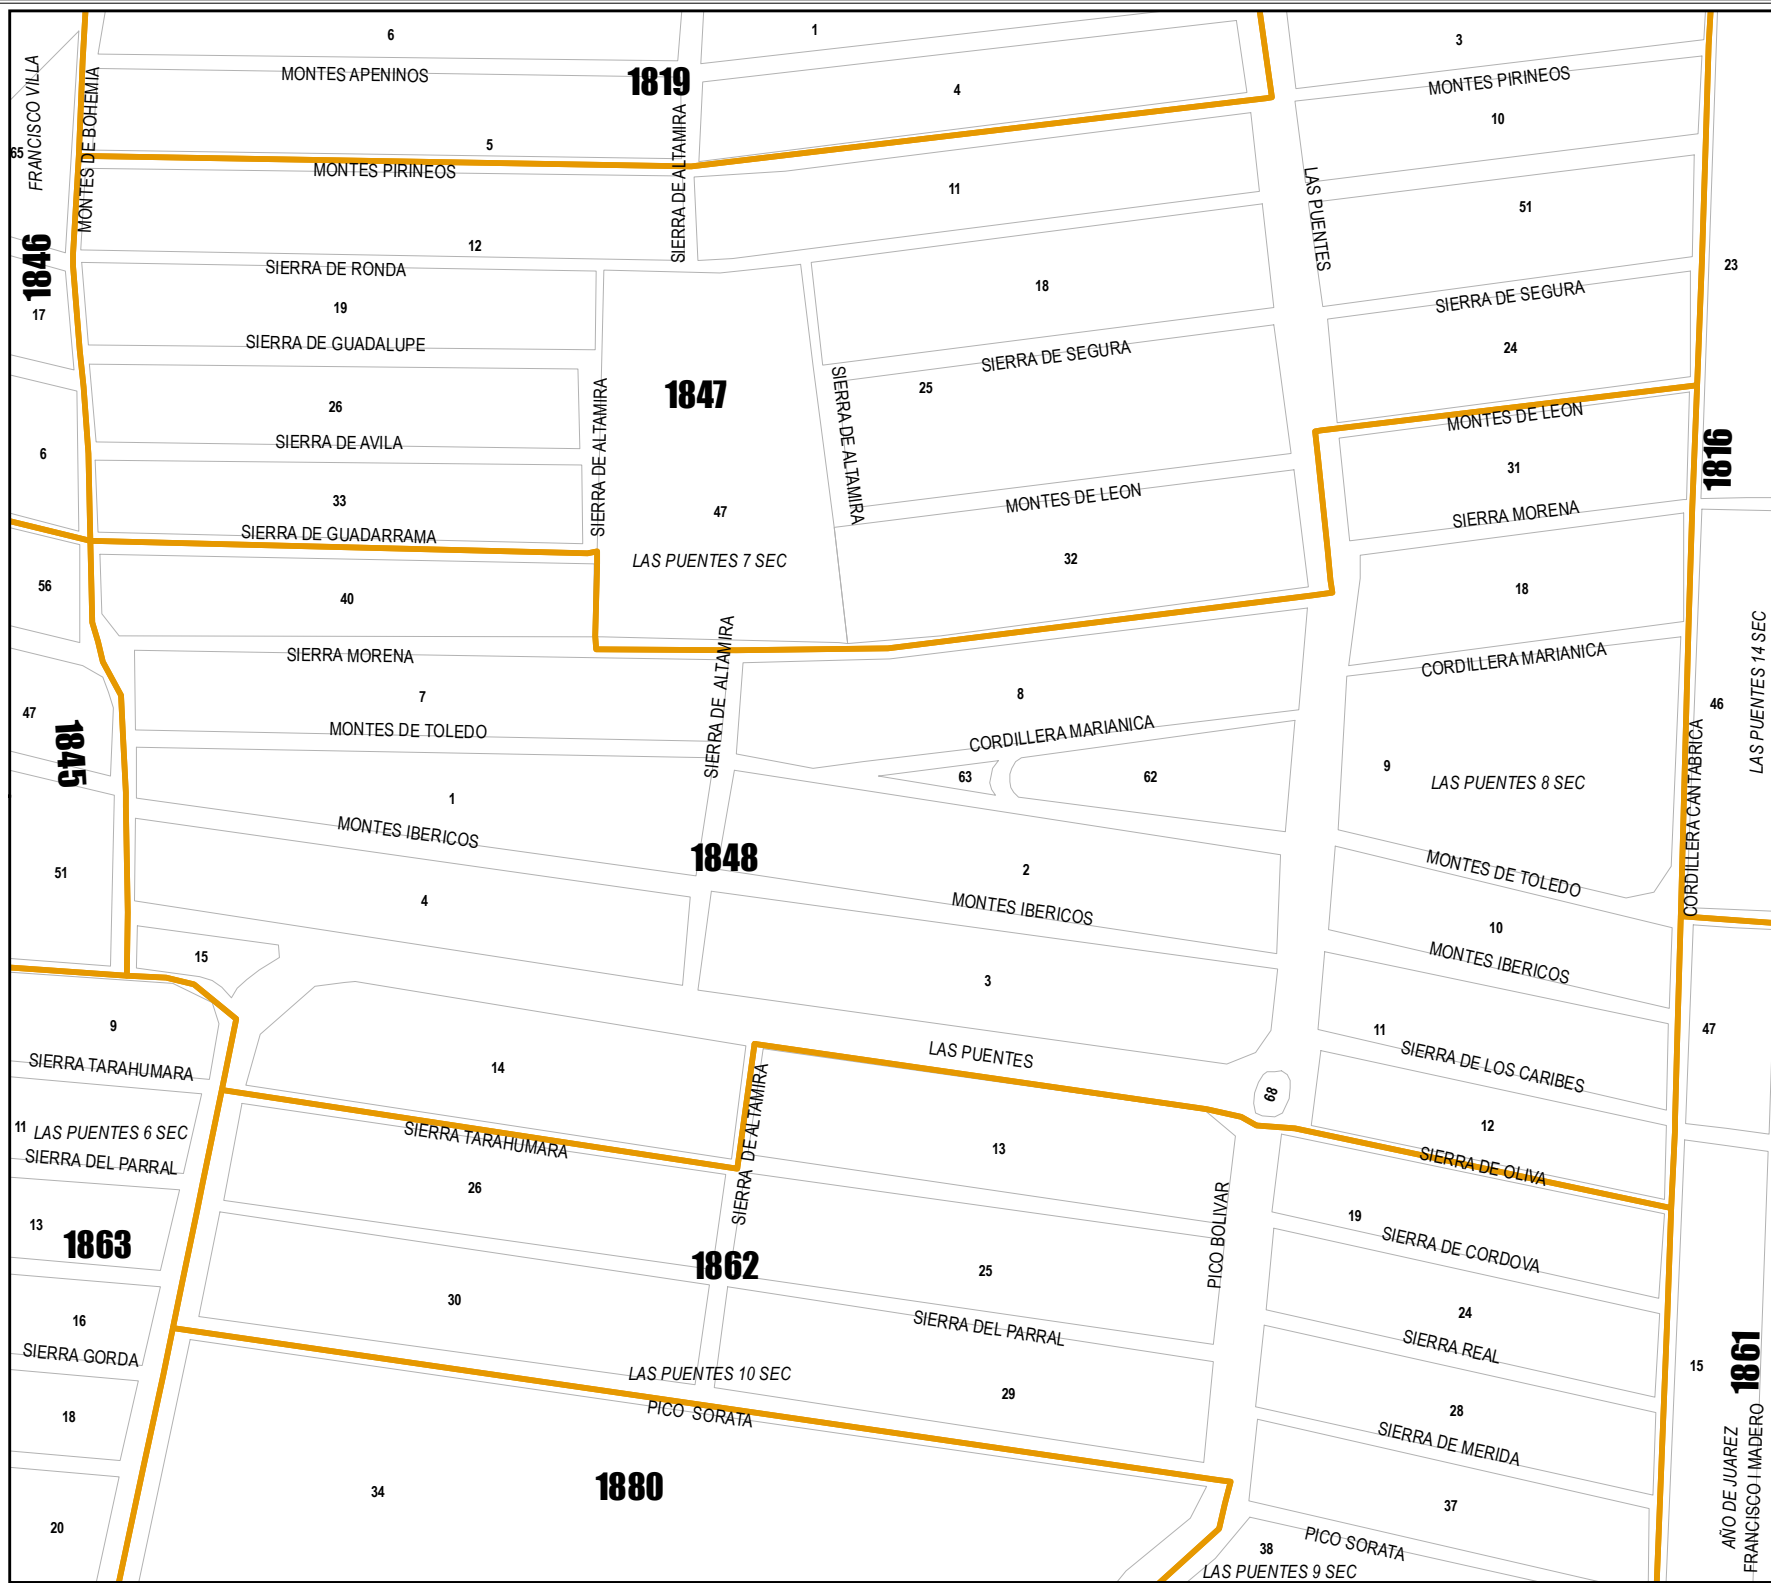 6
1
3
MONTES APENINOS
1819
4
MONTES PIRINEOS
FRANCISCO VILLA
MONTES DE BOHEMIA
65
5
SIERRA DE ALTAMIRA
10
MONTES PIRINEOS
11
LAS PUENTES
51
1846
12
SIERRA DE RONDA
18
23
17
19
SIERRA DE SEGURA
SIERRA DE GUADALUPE
SIERRA DE SEGURA
24
1847
25
26
SIERRA DE ALTAMIRA
SIERRA DE ALTAMIRA
MONTES DE LEON
6
SIERRA DE AVILA
1816
31
33
47
MONTES DE LEON
SIERRA MORENA
SIERRA DE GUADARRAMA
LAS PUENTES 7 SEC
32
56
40
18
SIERRA MORENA
SIERRA DE ALTAMIRA
CORDILLERA MARIANICA
LAS PUENTES 14 SEC
7
8
46
47
MONTES DE TOLEDO
CORDILLERA MARIANICA
1845
63
62
9
LAS PUENTES 8 SEC
CORDILLERA CANTABRICA
1
MONTES IBERICOS
1848
2
MONTES DE TOLEDO
51
4
MONTES IBERICOS
10
15
MONTES IBERICOS
3
9
11
47
SIERRA TARAHUMARA
14
LAS PUENTES
SIERRA DE LOS CARIBES
68
11
LAS PUENTES 6 SEC
SIERRA TARAHUMARA
SIERRA DE ALTAMIRA
13
12
SIERRA DEL PARRAL
SIERRA DE OLIVA
26
PICO BOLIVAR
13
1863
19
SIERRA DE CORDOVA
1862
25
30
16
SIERRA DEL PARRAL
24
SIERRA GORDA
SIERRA REAL
1861
15
LAS PUENTES 10 SEC
29
18
PICO SORATA
28
SIERRA DE MERIDA
AÑO DE JUAREZ
FRANCISCO I MADERO
1880
34
37
20
PICO SORATA
38
LAS PUENTES 9 SEC